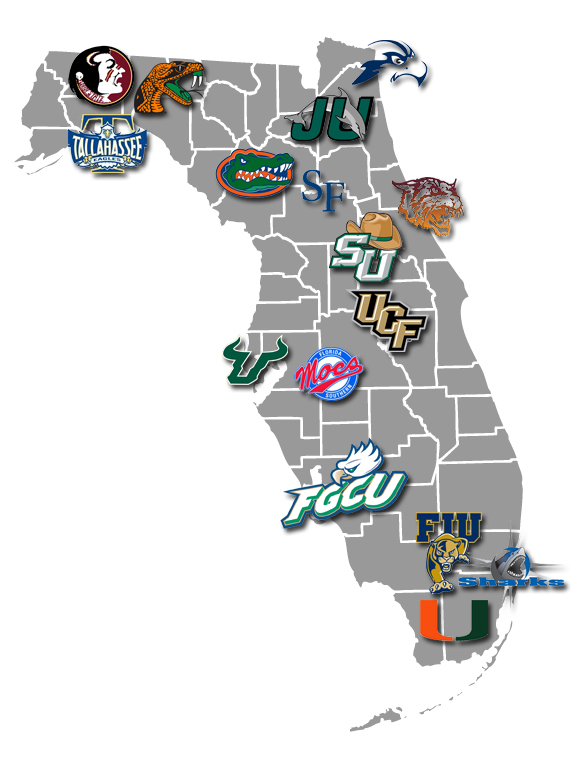 JU
T
TALLAHASSEE
EAGLES
SF
SU
UCF
FLORIDA
Mocs
SOUTHERN
FGCU
FIU
Sharks
U